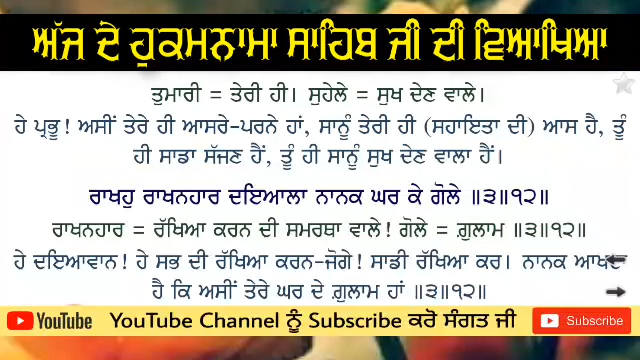 ਅੱਜ ਦੇ ਹੁਕਮਨਾਮਾ ਸਾਹਿਬ ਜੀ ਦੀ ਵਿਆਖਿਆ
ਤੁਮਾਰੀ = ਤੇਰੀ ਹੀ। ਸੁਹੇਲੇ = ਸੁਖ ਦੇਣ ਵਾਲੇ।
ਹੇ ਪ੍ਰਭੂ! ਅਸੀਂ ਤੇਰੇ ਹੀ ਆਸਰੇ-ਪਰਨੇ ਹਾਂ, ਸਾਨੂੰ ਤੇਰੀ ਹੀ (ਸਹਾਇਤਾ ਦੀ) ਆਸ ਹੈ, ਤੂੰ
ਹੀ ਸਾਡਾ ਸੱਜਣ ਹੈਂ, ਤੂੰ ਹੀ ਸਾਨੂੰ ਸੁਖ ਦੇਣ ਵਾਲਾ ਹੈਂ।
ਰਾਖਹੁ ਰਾਖਨਹਾਰ ਦਇਆਲਾ ਨਾਨਕ ਘਰ ਕੇ ਗੋਲੇ ॥੩॥੧੨॥
ਰਾਖਨਹਾਰ = ਰੱਖਿਆ ਕਰਨ ਦੀ ਸਮਰਥਾ ਵਾਲੇ! ਗੋਲੇ = ਗ਼ੁਲਾਮ ॥੩॥੧੨॥
ਹੇ ਦਇਆਵਾਨ! ਹੇ ਸਭ ਦੀ ਰੱਖਿਆ ਕਰਨ-ਜੋਗੇ! ਸਾਡੀ ਰੱਖਿਆ ਕਰ। ਨਾਨਕ ਆਖਦਾ
ਹੈ ਕਿ ਅਸੀਂ ਤੇਰੇ ਘਰ ਦੇ ਗ਼ੁਲਾਮ ਹਾਂ ॥੩॥੧੨॥
YouTube YouTube Channel ਨੂੰ Subscribe ਕਰੋ ਸੰਗਤ ਜੀ Subscribe